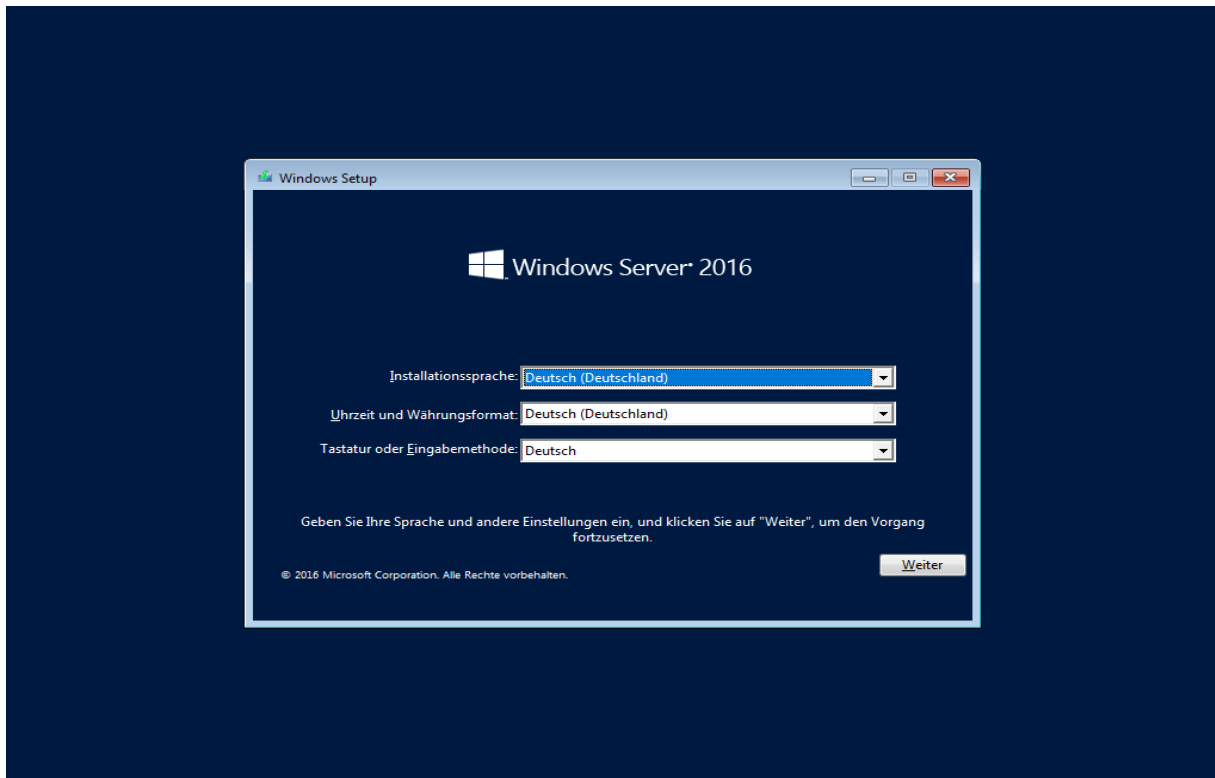 Windows Setup
Windows Server® 2016
Installationssprache: Deutsch (Deutschland)
Uhrzeit und Währungsformat: Deutsch (Deutschland)
Tastatur oder Eingabemethode: Deutsch
Geben Sie Ihre Sprache und andere Einstellungen ein, und klicken Sie auf "Weiter", um den Vorgang
fortzusetzen.
Weiter
© 2016 Microsoft Corporation. Alle Rechte vorbehalten.